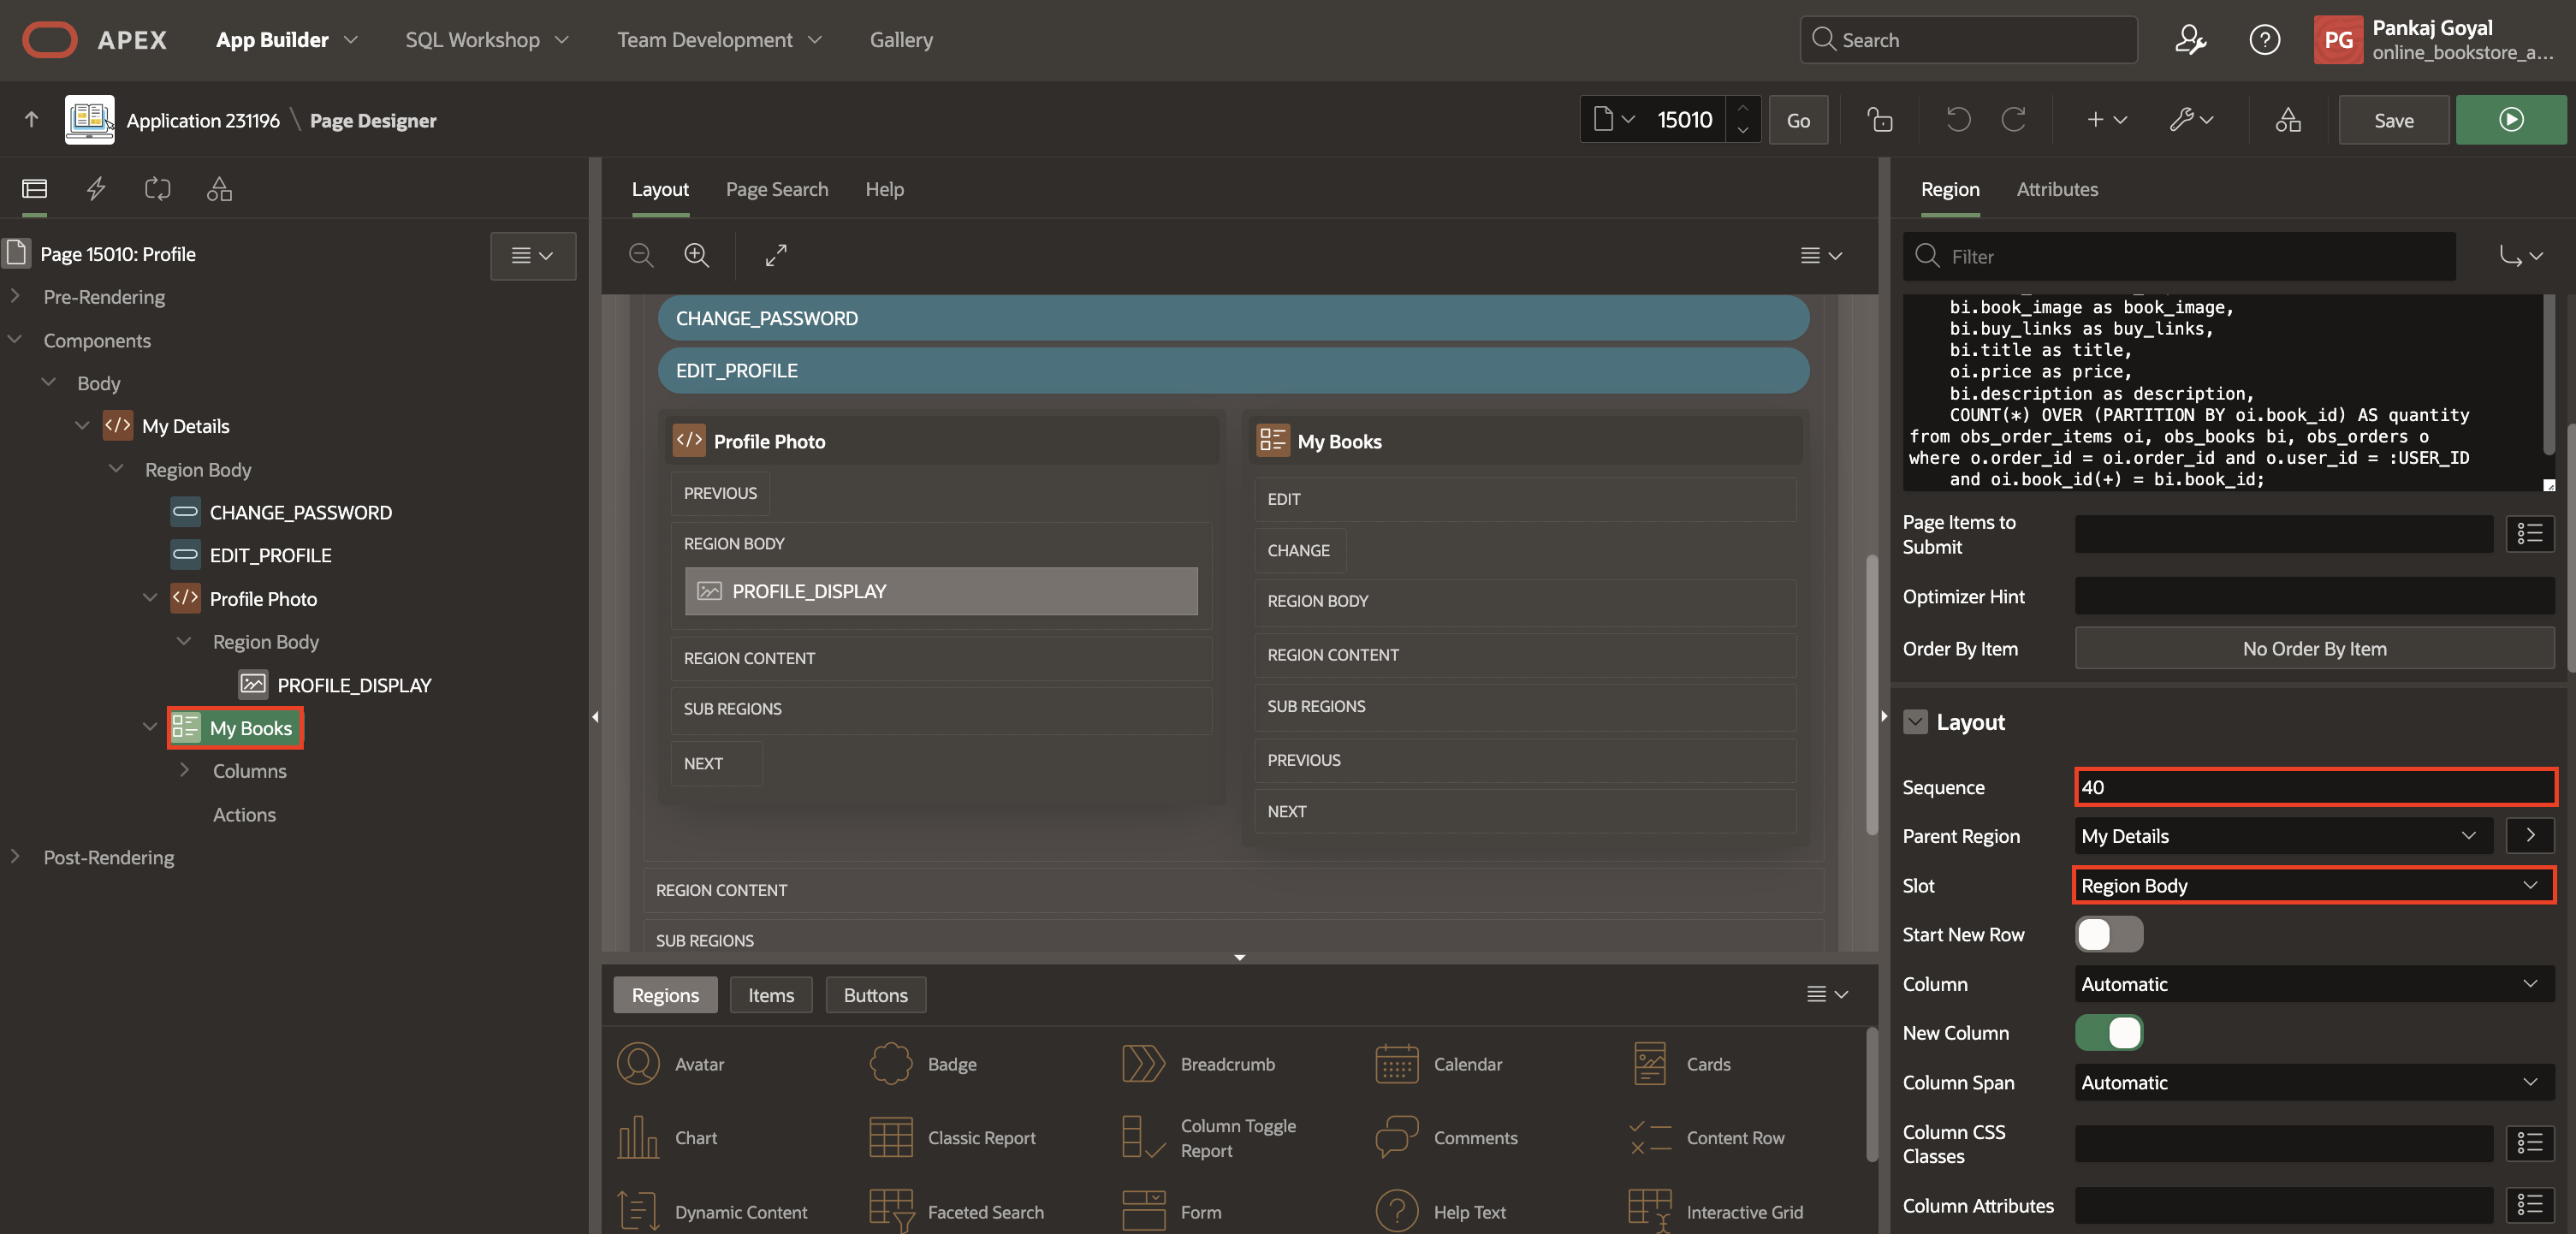 APEX
App Builder
SQL Workshop
Team Development
Gallery
Search
PG
Pankaj Goyal
online_bookstore_a...
Application 231196 \ Page Designer
15010
Go
Save
Page 15010: Profile
Pre-Rendering
Components
Body
My Details
Region Body
CHANGE_PASSWORD
EDIT_PROFILE
Profile Photo
Region Body
PROFILE_DISPLAY
My Books
Columns
Actions
Post-Rendering
Layout
Page Search
Help
CHANGE_PASSWORD
EDIT_PROFILE
Profile Photo
PREVIOUS
REGION BODY
PROFILE_DISPLAY
REGION CONTENT
SUB REGIONS
NEXT
My Books
EDIT
CHANGE
REGION BODY
REGION CONTENT
SUB REGIONS
PREVIOUS
NEXT
REGION CONTENT
SUB REGIONS
Regions
Items
Buttons
Avatar
Badge
Breadcrumb
Calendar
Cards
Chart
Classic Report
Column Toggle
Report
Comments
Content Row
Dynamic Content
Faceted Search
Form
Help Text
Interactive Grid
Region
Attributes
Filter
bi.book_image as book_image,
bi.buy_links as buy_links,
bi.title as title,
oi.price as price,
bi.description as description,
COUNT(*) OVER (PARTITION BY oi.book_id) AS quantity
from obs_order_items oi, obs_books bi, obs_orders o
where o.order_id = oi.order_id and o.user_id = :USER_ID
and oi.book_id(+) = bi.book_id;
Page Items to
Submit
Optimizer Hint
Order By Item
No Order By Item
Layout
Sequence
40
Parent Region
My Details
Slot
Region Body
Start New Row
Column
Automatic
New Column
Column Span
Automatic
Column CSS
Classes
Column Attributes